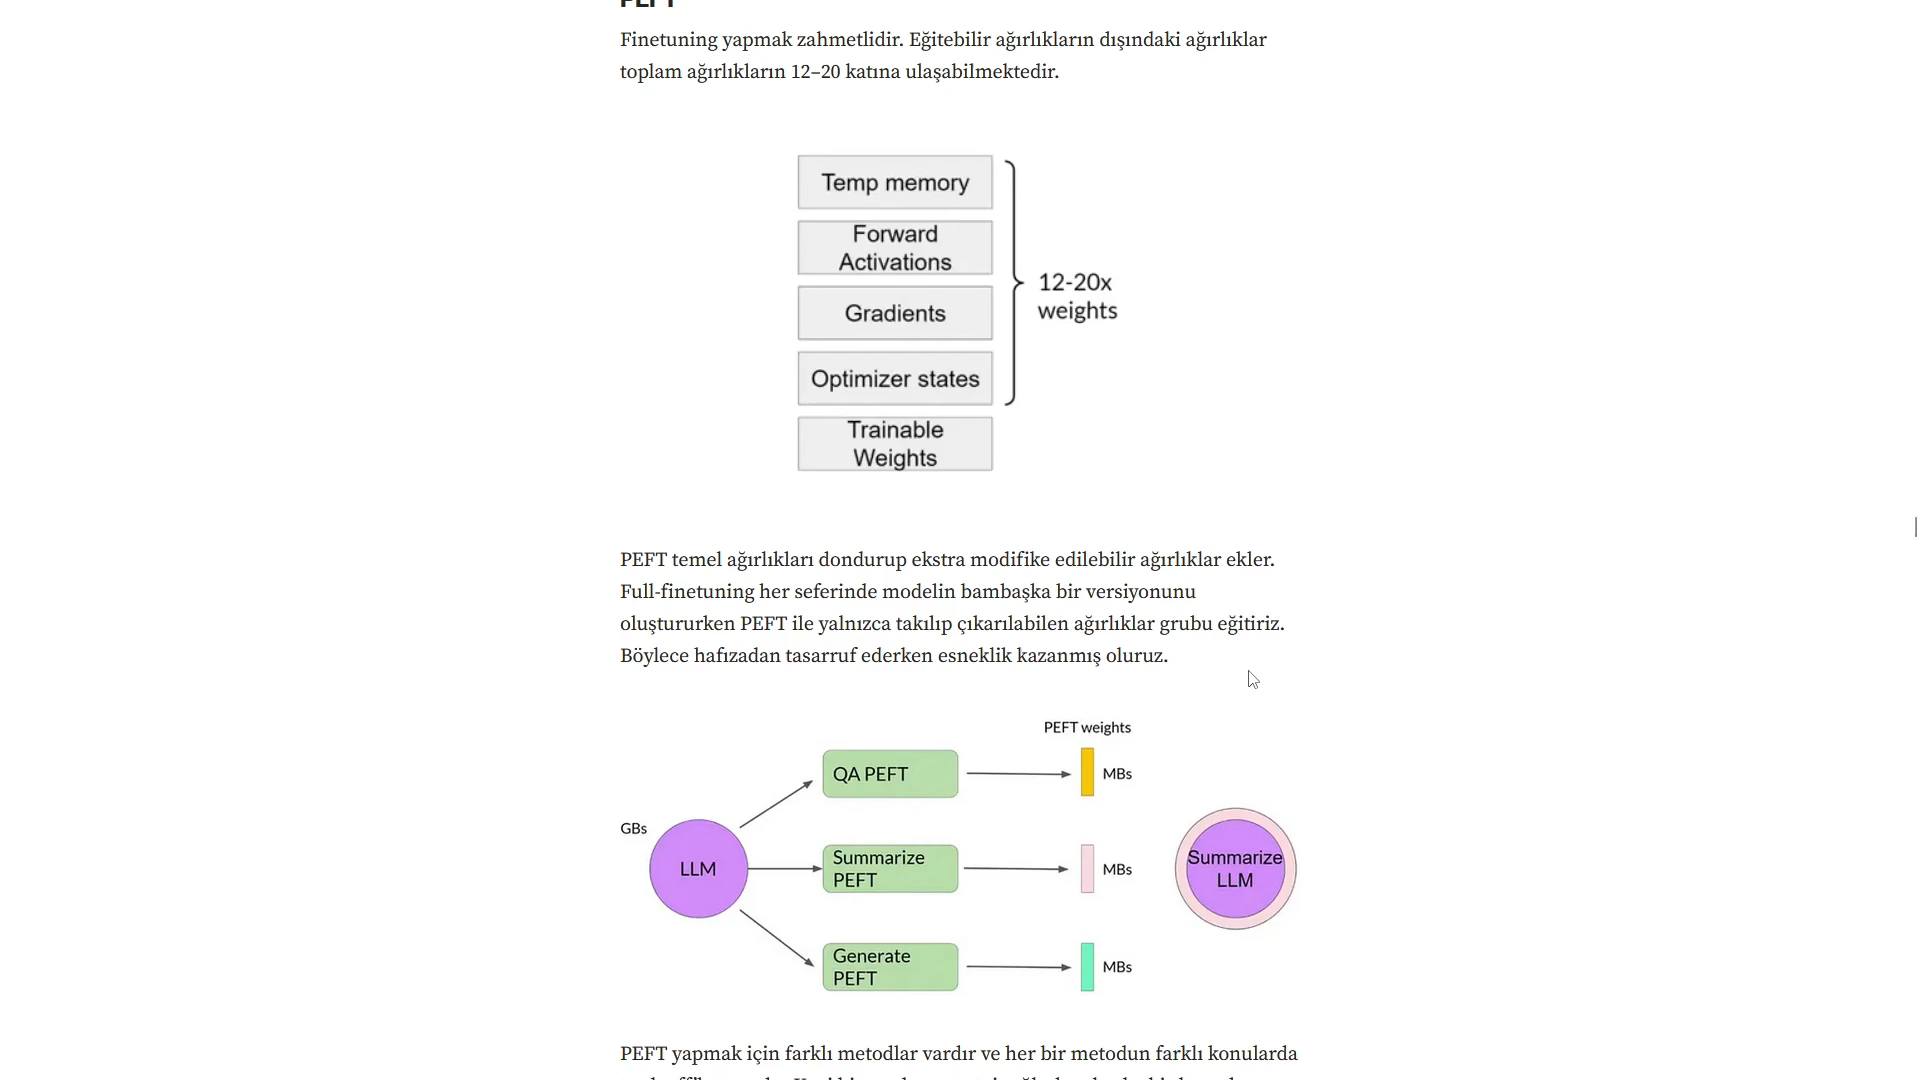 PEFT
Finetuning yapmak zahmetlidir. Eğitebilir ağırlıkların dışındaki ağırlıklar
toplam ağırlıkların 12–20 katına ulaşabilmektedir.
Temp memory
Forward
Activations
Gradients
Optimizer states
Trainable
Weights
12-20x
weights
PEFT temel ağırlıkları dondurup ekstra modifike edilebilir ağırlıklar ekler.
Full-finetuning her seferinde modelin bambaşka bir versiyonunu
oluştururken PEFT ile yalnızca takılıp çıkarılabilen ağırlıklar grubu eğitiriz.
Böylece hafızadan tasarruf ederken esneklik kazanmış oluruz.
PEFT weights
QA PEFT
MBs
GBs
LLM
Summarize
PEFT
MBs
Summarize
LLM
Generate
PEFT
MBs
PEFT yapmak için farklı metodlar vardır ve her bir metodun farklı konularda